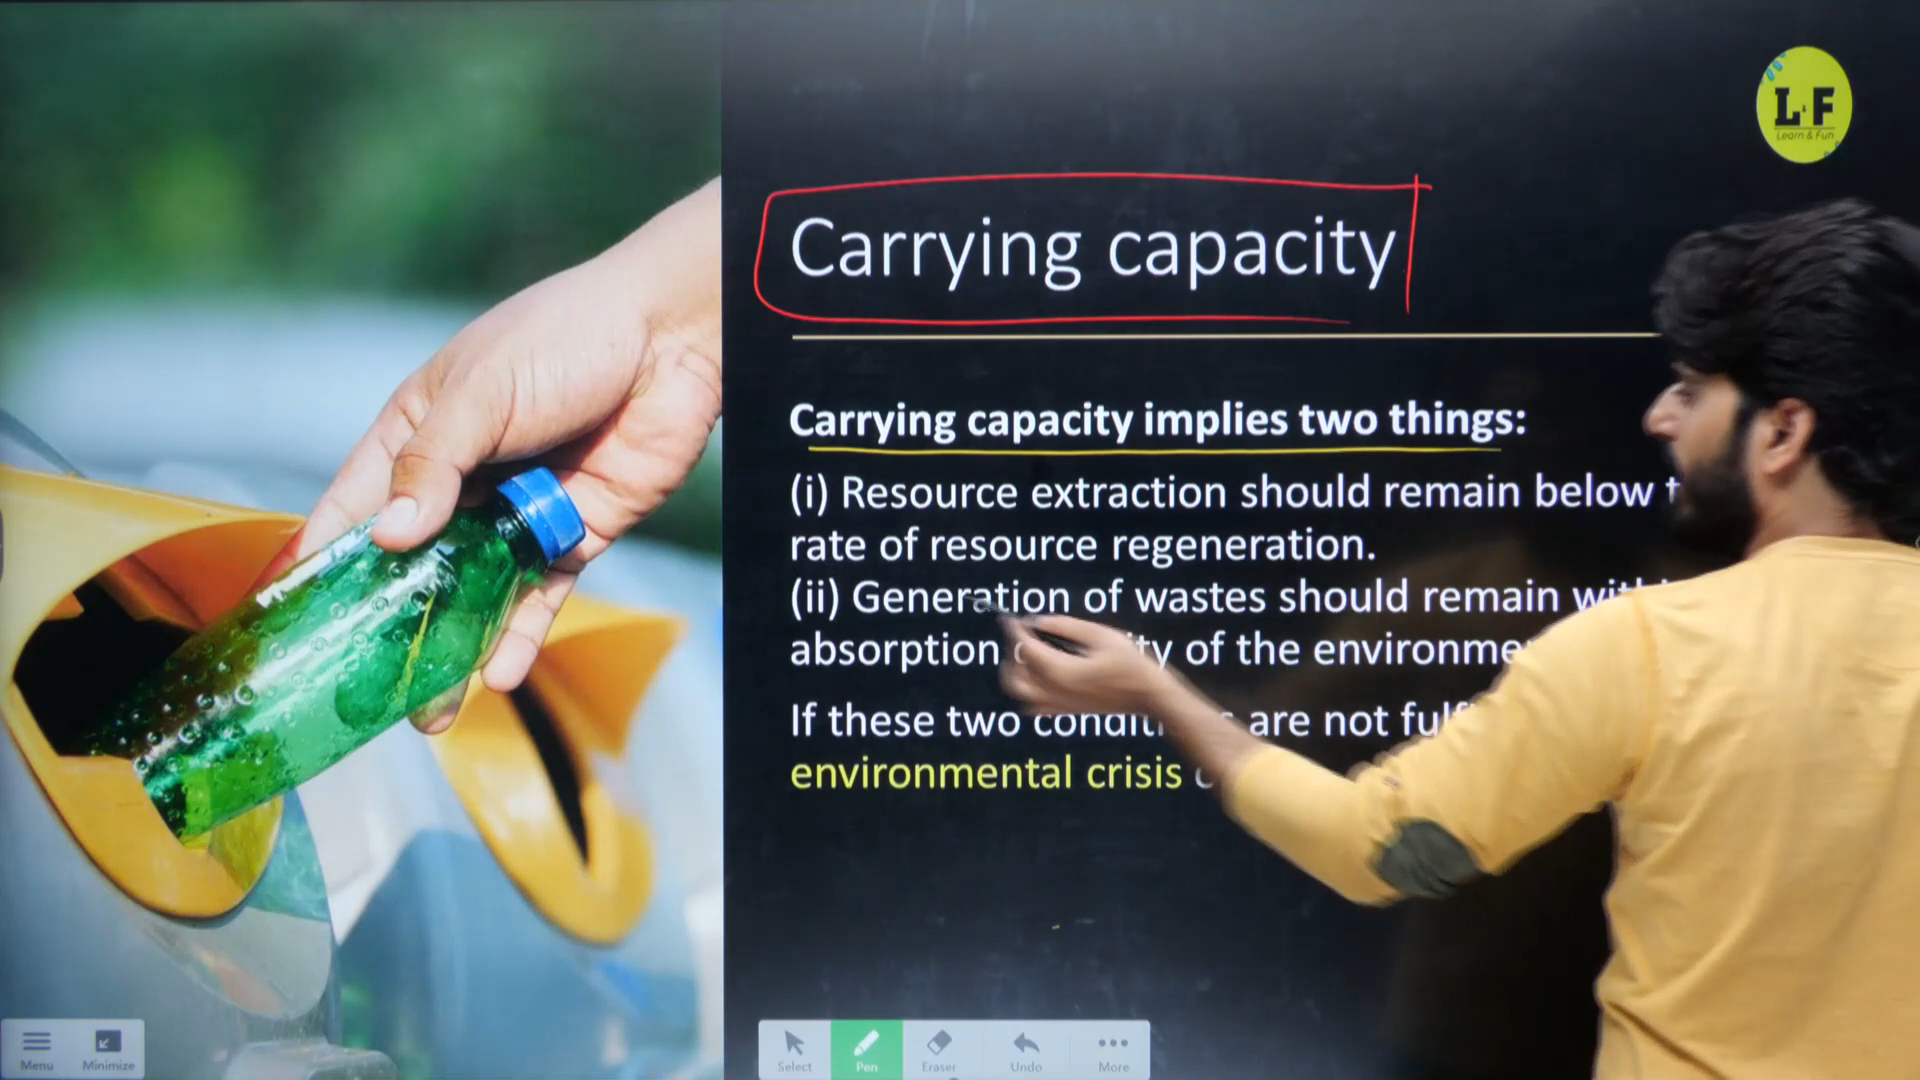 L&F
Learn & Fun
Carrying capacity
Carrying capacity implies two things:
(i) Resource extraction should remain below
rate of resource regeneration.
(ii) Generation of wastes should remain
absorption of the
If these two are not
environmental crisis
Menu
Minimize
Select
Pen
Eraser
Undo
More